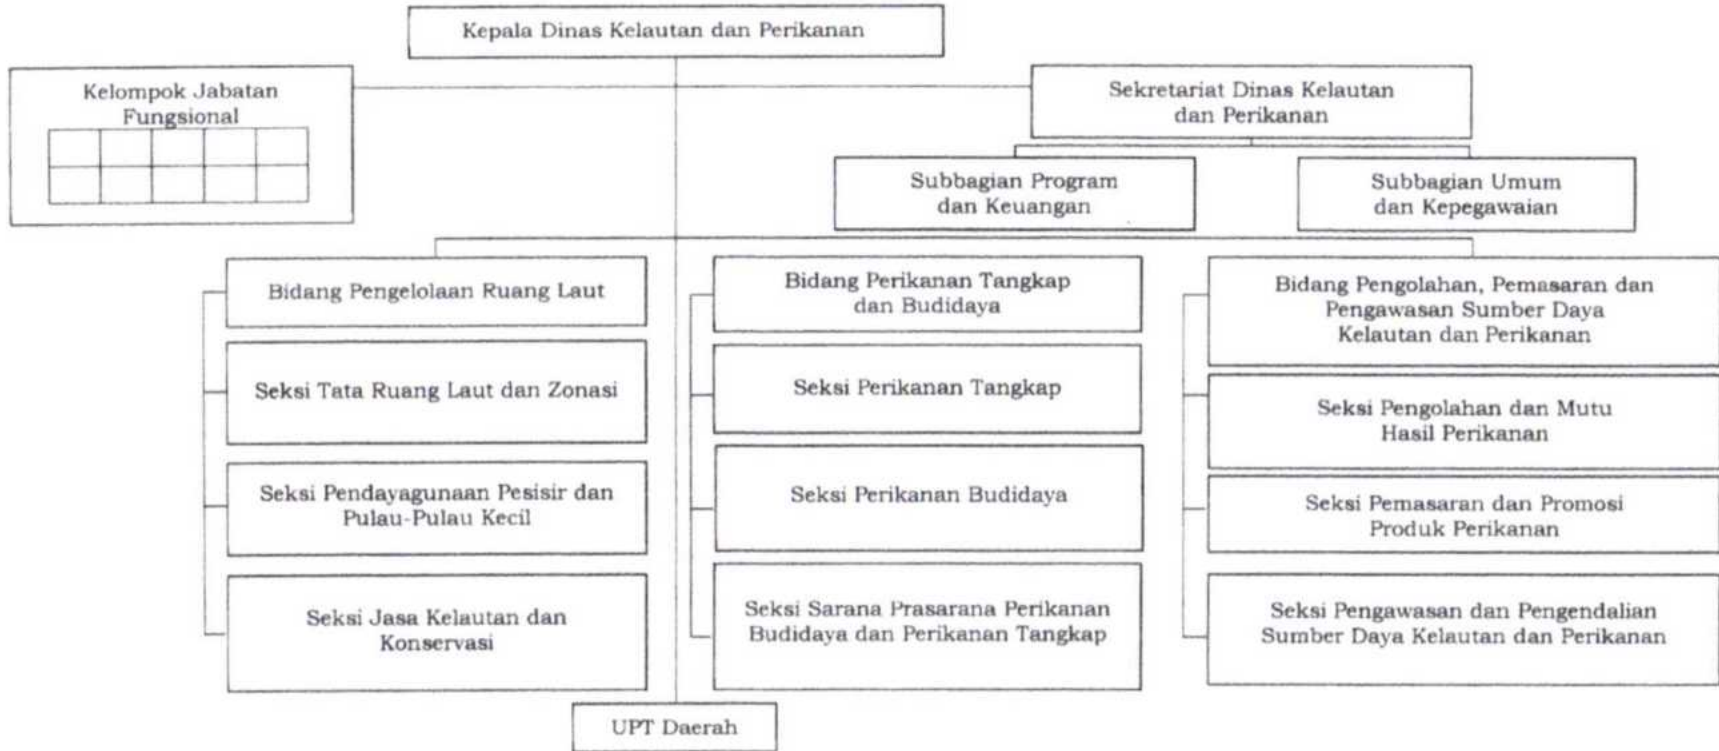 Kepala Dinas Kelautan dan Perikanan
Kelompok Jabatan
Fungsional
Sekretariat Dinas Kelautan
dan Perikanan
Subbagian Program
dan Keuangan
Subbagian Umum
dan Kepegawaian
Bidang Pengelolaan Ruang Laut
Seksi Tata Ruang Laut dan Zonasi
Seksi Pendayagunaan Pesisir dan
Pulau-Pulau Kecil
Seksi Jasa Kelautan dan
Konservasi
Bidang Perikanan Tangkap
dan Budidaya
Seksi Perikanan Tangkap
Seksi Perikanan Budidaya
Seksi Sarana Prasarana Perikanan
Budidaya dan Perikanan Tangkap
Bidang Pengolahan, Pemasaran dan
Pengawasan Sumber Daya
Kelautan dan Perikanan
Seksi Pengolahan dan Mutu
Hasil Perikanan
Seksi Pemasaran dan Promosi
Produk Perikanan
Seksi Pengawasan dan Pengendalian
Sumber Daya Kelautan dan Perikanan
UPT Daerah